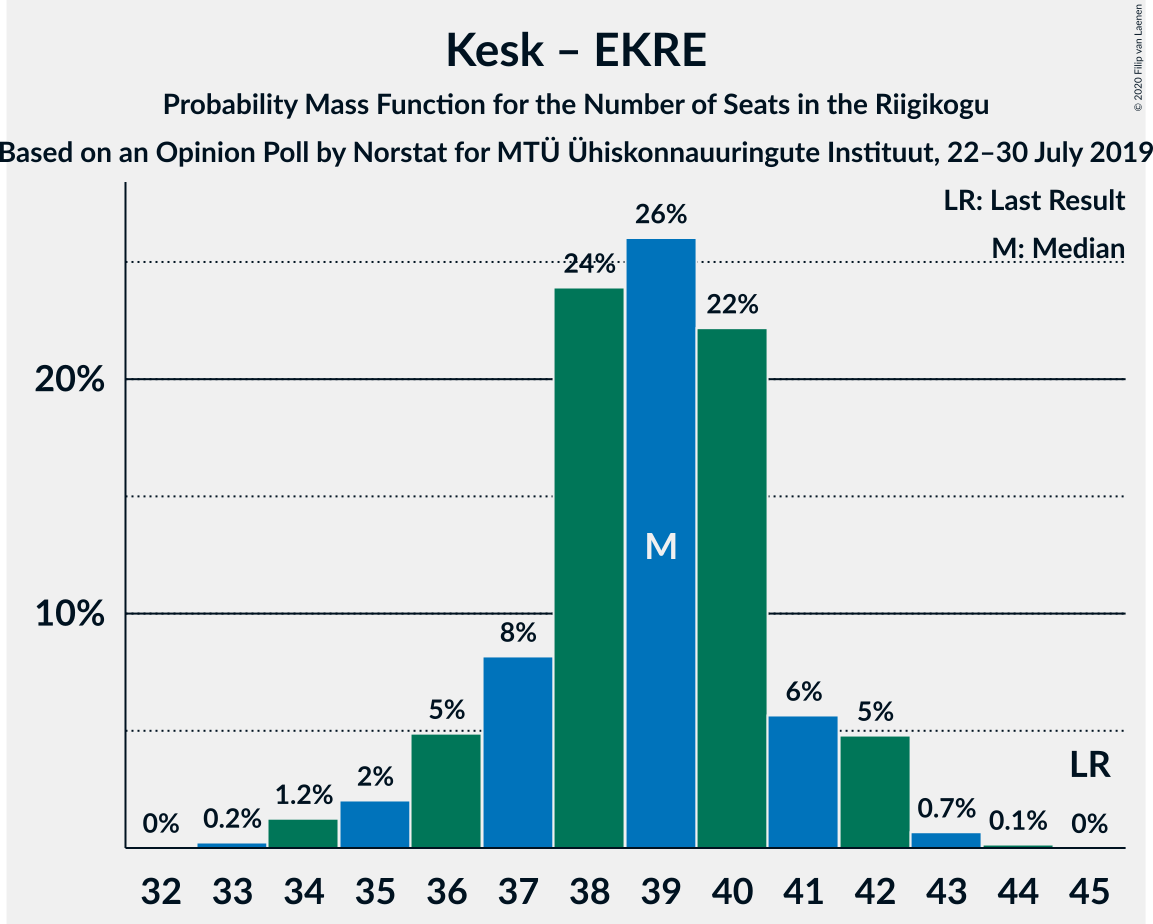 Kesk – EKRE
Probability Mass Function for the Number of Seats in the Riigikogu
Based on an Opinion Poll by Norstat for MTÜ Ühiskonnauuringute Instituut, 22–30 July 2019
© 2020 Filip van Laenen
LR: Last Result
M: Median
26%
24%
22%
20%
M
10%
8%
6%
5%
5%
LR
2%
1.2%
0.7%
0.2%
0.1%
0%
0%
32 33 34 35 36 37 38 39 40 41 42 43 44 45